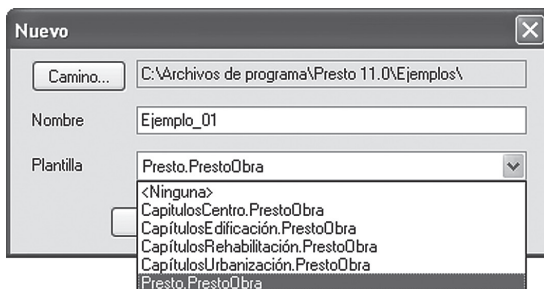 Nuevo
Camino... C:\Archivos de programa\Presto 11.0\Ejemplos\
Nombre Ejemplo_01
Plantilla Presto.PrestoObra
<Ninguna>
CapitulosCentro.PrestoObra
CapítulosEdificación.PrestoObra
CapítulosRehabilitación.PrestoObra
CapítulosUrbanización.PrestoObra
Presto.PrestoObra